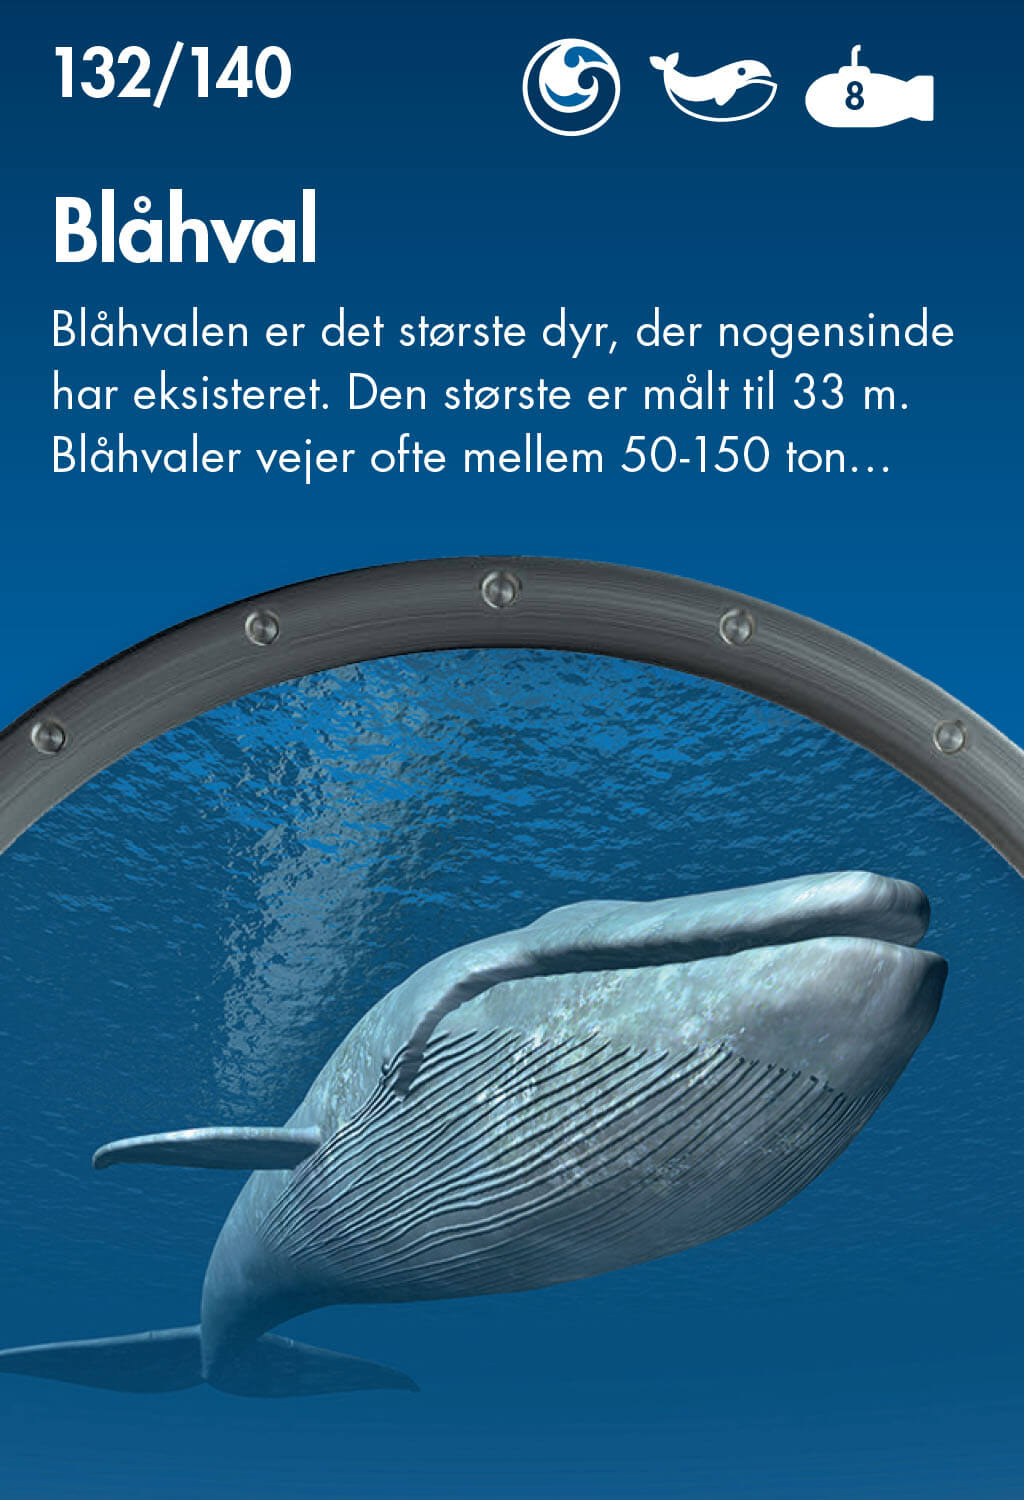 132/140
8
Blåhval
Blåhvalen er det største dyr, der nogensinde
har eksisteret. Den største er målt til 33 m.
Blåhvaler vejer ofte mellem 50-150 ton...